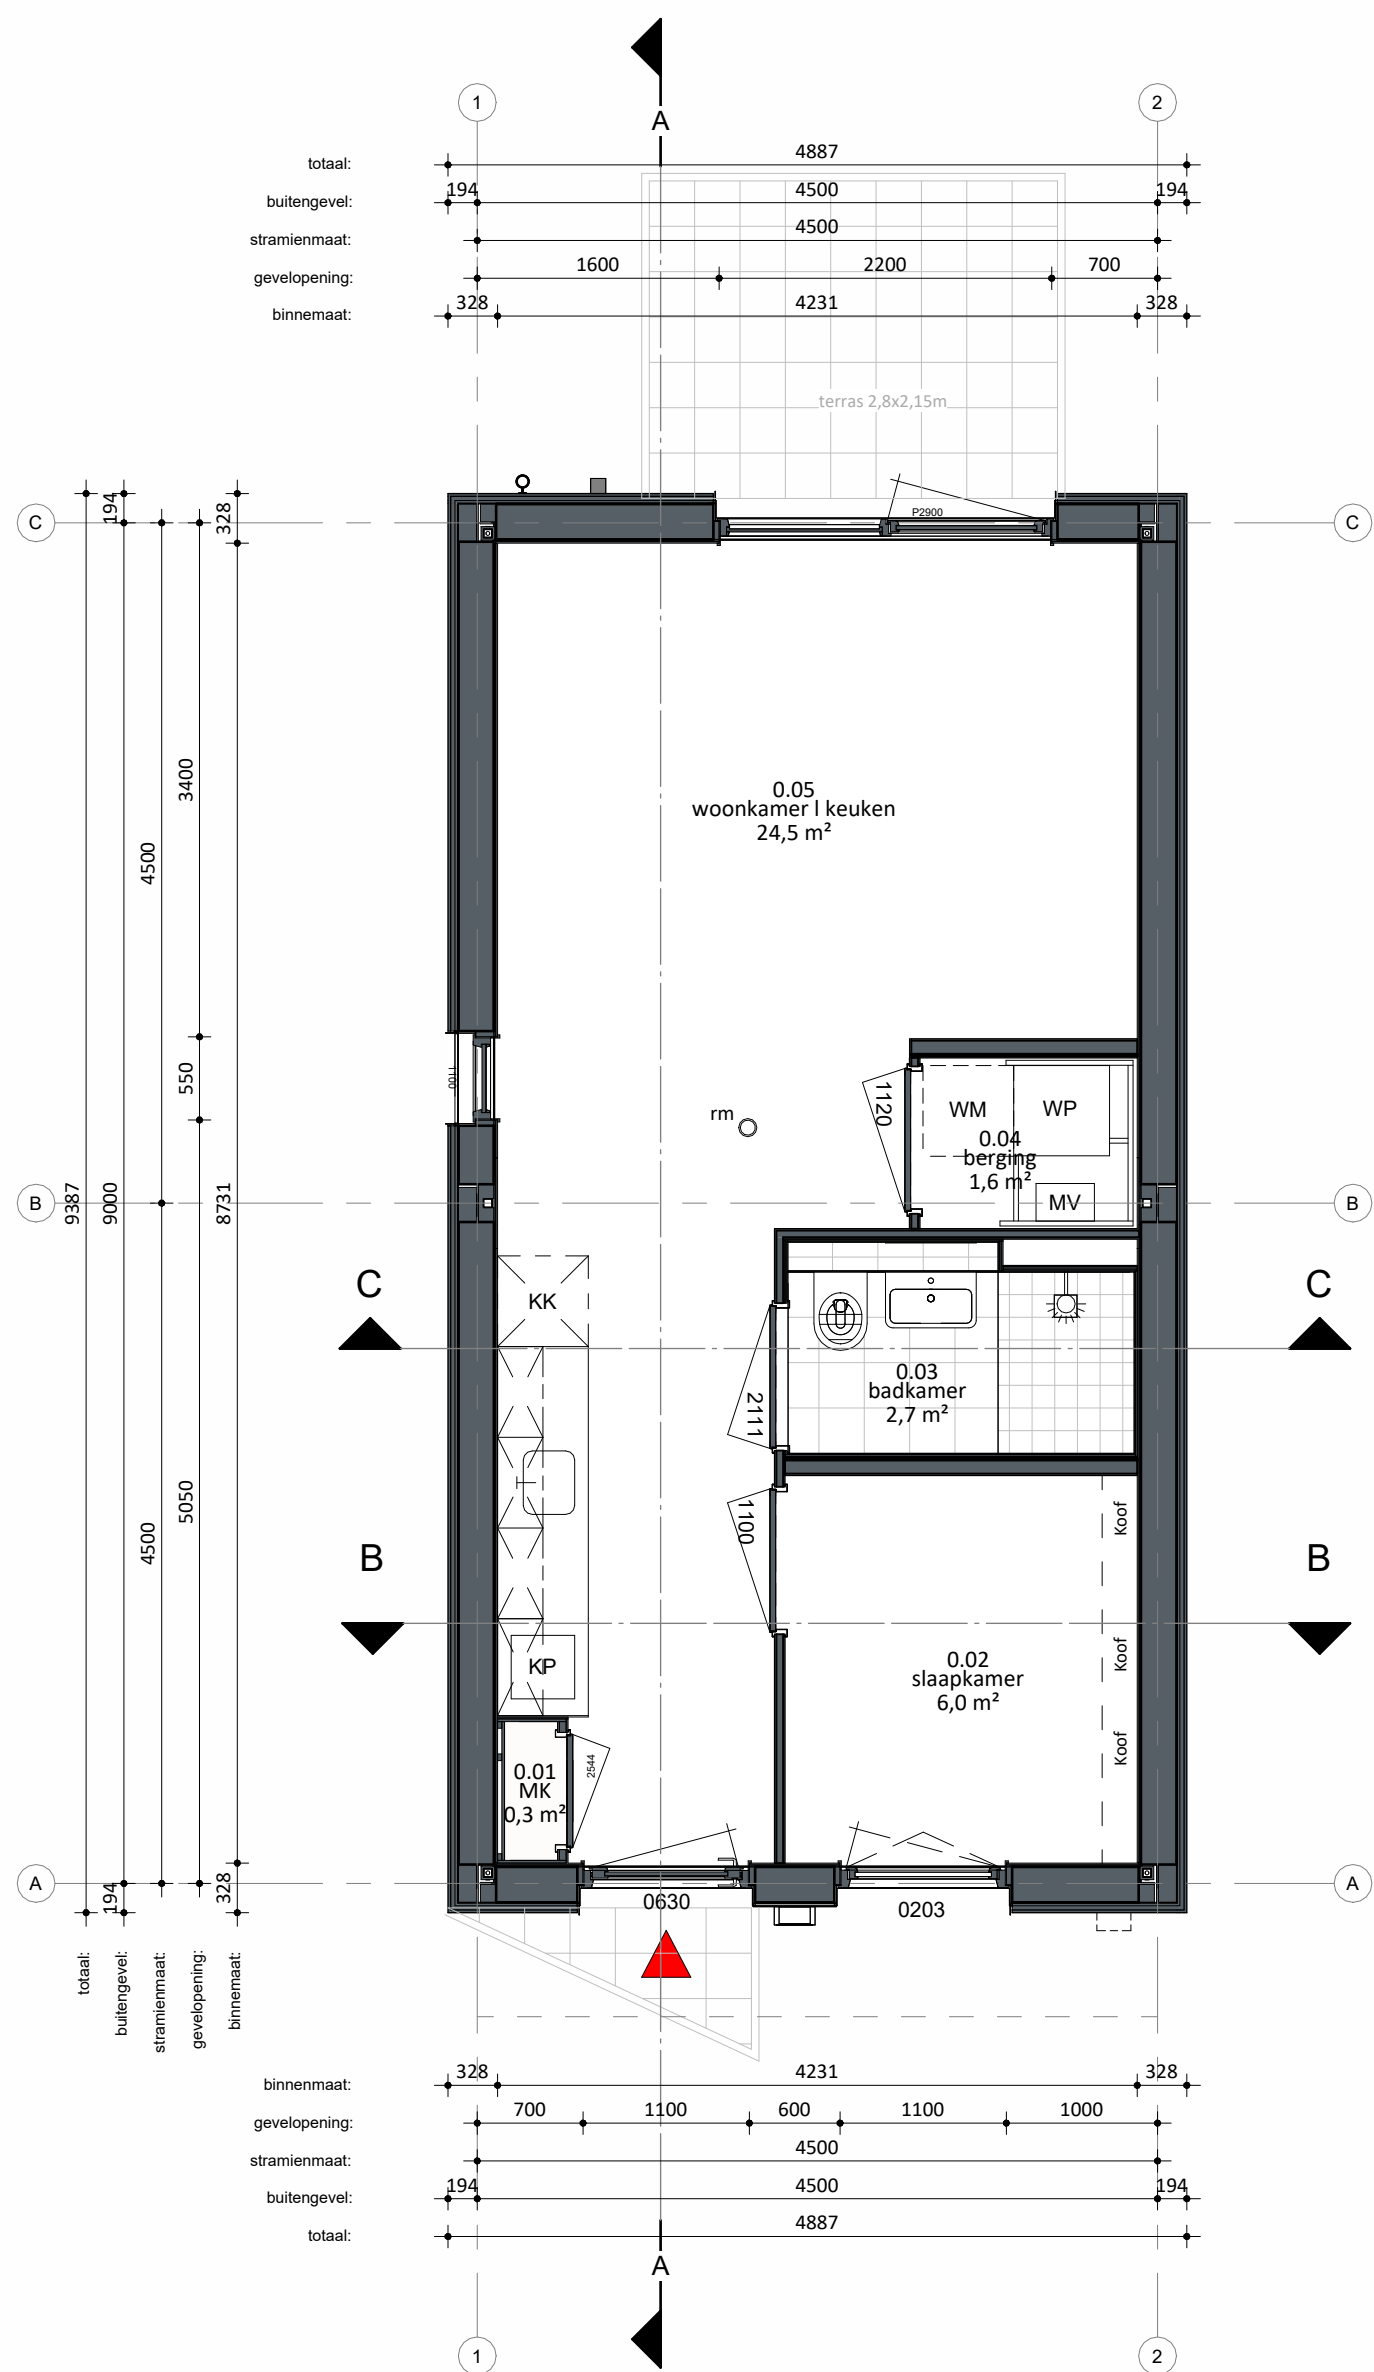 1
2
A
totaal:
4887
buitengevel:
194
4500
194
stramienmaat:
4500
gevelopening:
1600
2200
700
binnemaat:
328
4231
328
terras 2,8x2,15m
C
194
328
P2900
C
3400
4500
550
1100
0.05
woonkamer l keuken
24,5 m²
rm
1120
WM
WP
0.04
berging
1,6 m²
MV
B
9387
9000
8731
B
C
KK
C
0.03
badkamer
2,7 m²
2111
5050
4500
1100
Koof
B
B
KP
0.02
slaapkamer
6,0 m²
Koof
Koof
0.01
MK
0,3 m²
2544
A
194
328
A
0630
0203
totaal:
buitengevel:
stramienmaat:
gevelopening:
binnemaat:
binnenmaat:
328
4231
328
gevelopening:
700
1100
600
1100
1000
stramienmaat:
4500
buitengevel:
194
4500
194
totaal:
4887
A
1
2